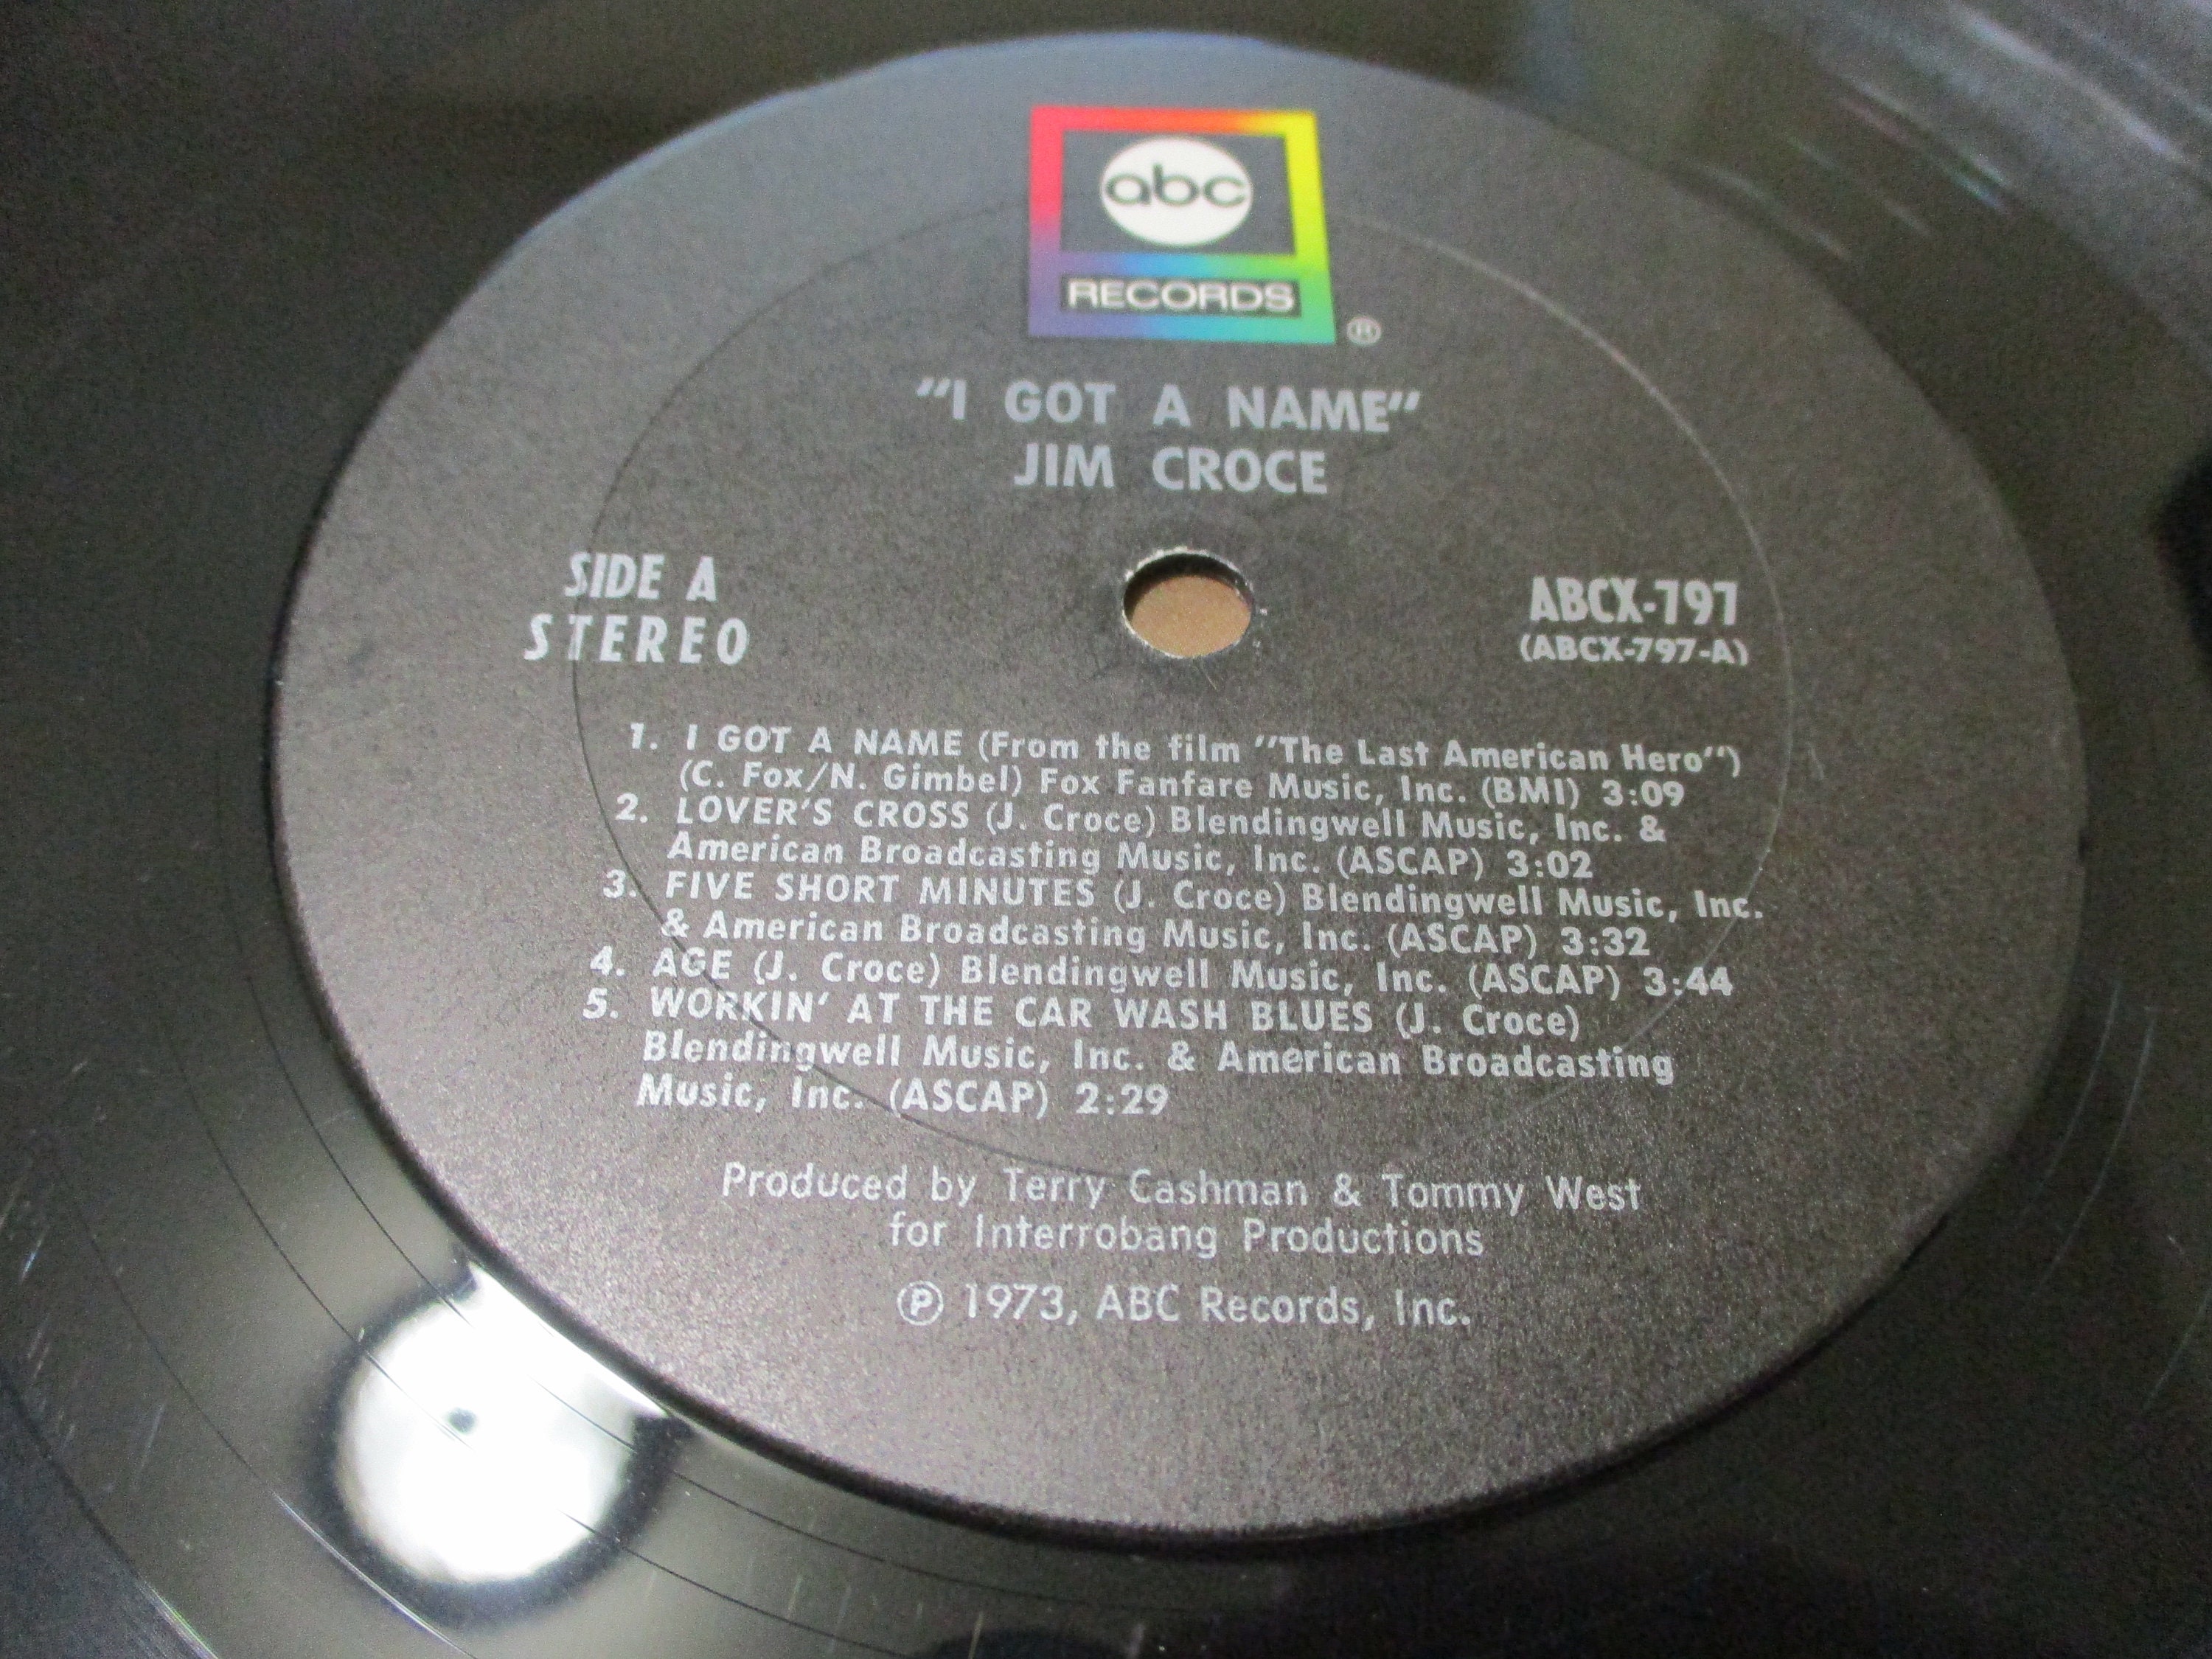 abc
RECORDS
®
"I GOT A NAME"
JIM CROCE
SIDE A
STEREO
ABCX-797
(ABCX-797-A)
1. I GOT A NAME (From the film "The Last American Hero")
(C. Fox/N. Gimbel) Fox Fanfare Music, Inc. (BMI) 3:09
2. LOVER'S CROSS (J. Croce) Blendingwell Music, Inc. &
American Broadcasting Music, Inc. (ASCAP) 3:02
3. FIVE SHORT MINUTES (J. Croce) Blendingwell Music, Inc.
& American Broadcasting Music, Inc. (ASCAP) 3:32
4. AGE (J. Croce) Blendingwell Music, Inc. (ASCAP) 3:44
5. WORKIN' AT THE CAR WASH BLUES (J. Croce)
Blendingwell Music, Inc. & American Broadcasting
Music, Inc. (ASCAP) 2:29
Produced by Terry Cashman & Tommy West
for Interrobang Productions
℗ 1973, ABC Records, Inc.